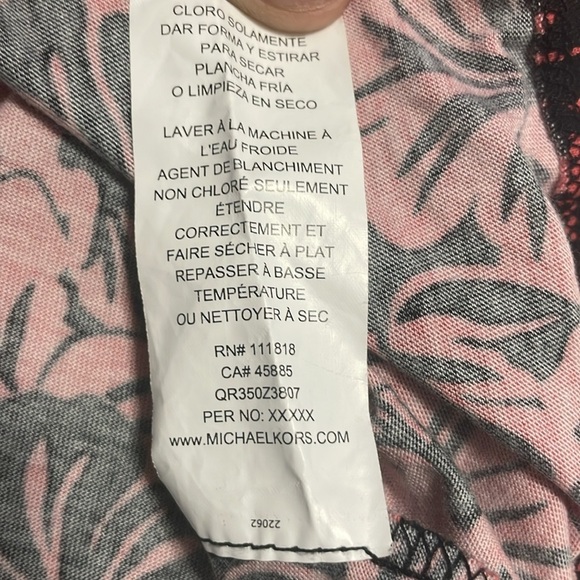 CLORO SOLAMENTE
DAR FORMA Y ESTIRAR
PARA SECAR
PLANCHA FRÍA
O LIMPIEZA EN SECO
LAVER À LA MACHINE À
L'EAU FROIDE
AGENT DE BLANCHIMENT
NON CHLORÉ SEULEMENT
ÉTENDRE
CORRECTEMENT ET
FAIRE SÉCHER À PLAT
REPASSER À BASSE
TEMPÉRATURE
OU NETTOYER À SEC
RN# 111818
CA# 45885
QR350Z3807
PER NO: XXXXX
WWW.MICHAELKORS.COM
22062